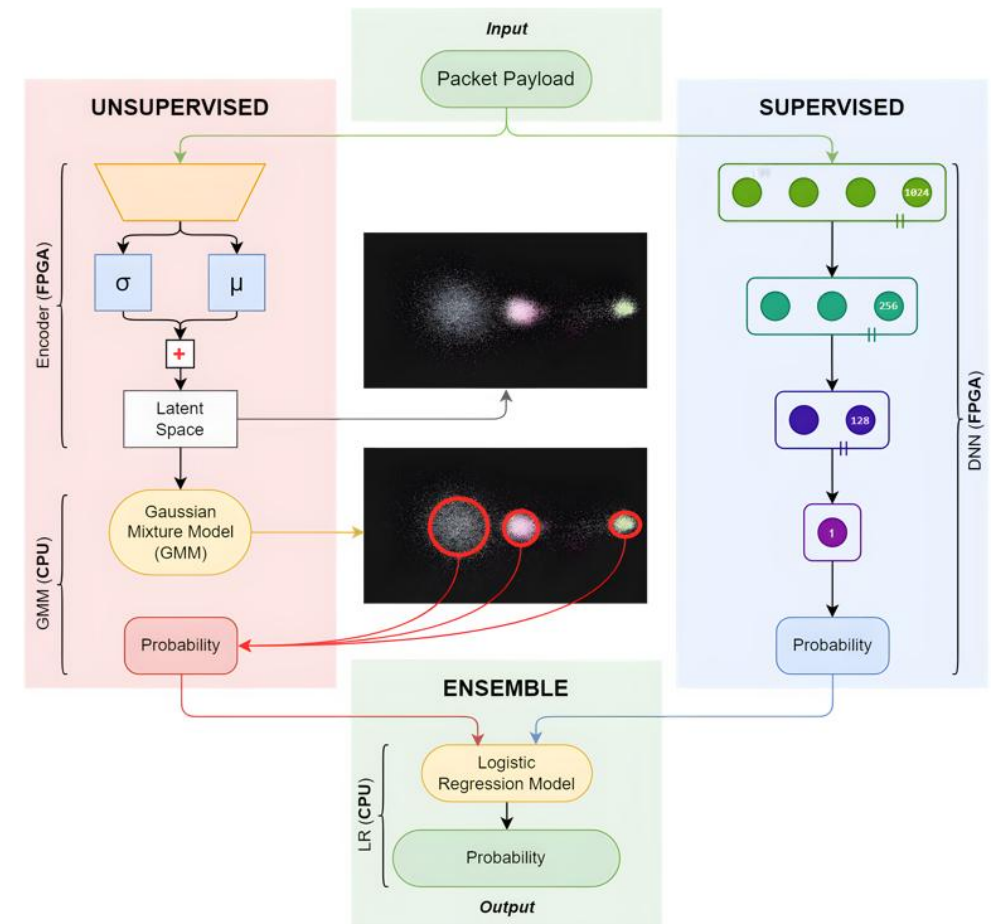 Input
Packet Payload
UNSUPERVISED
SUPERVISED
Encoder (FPGA)
σ
μ
+
Latent
Space
GMM (CPU)
Gaussian
Mixture Model
(GMM)
Probability
1024
256
128
1
Probability
DNN (FPGA)
ENSEMBLE
LR (CPU)
Logistic
Regression Model
Probability
Output